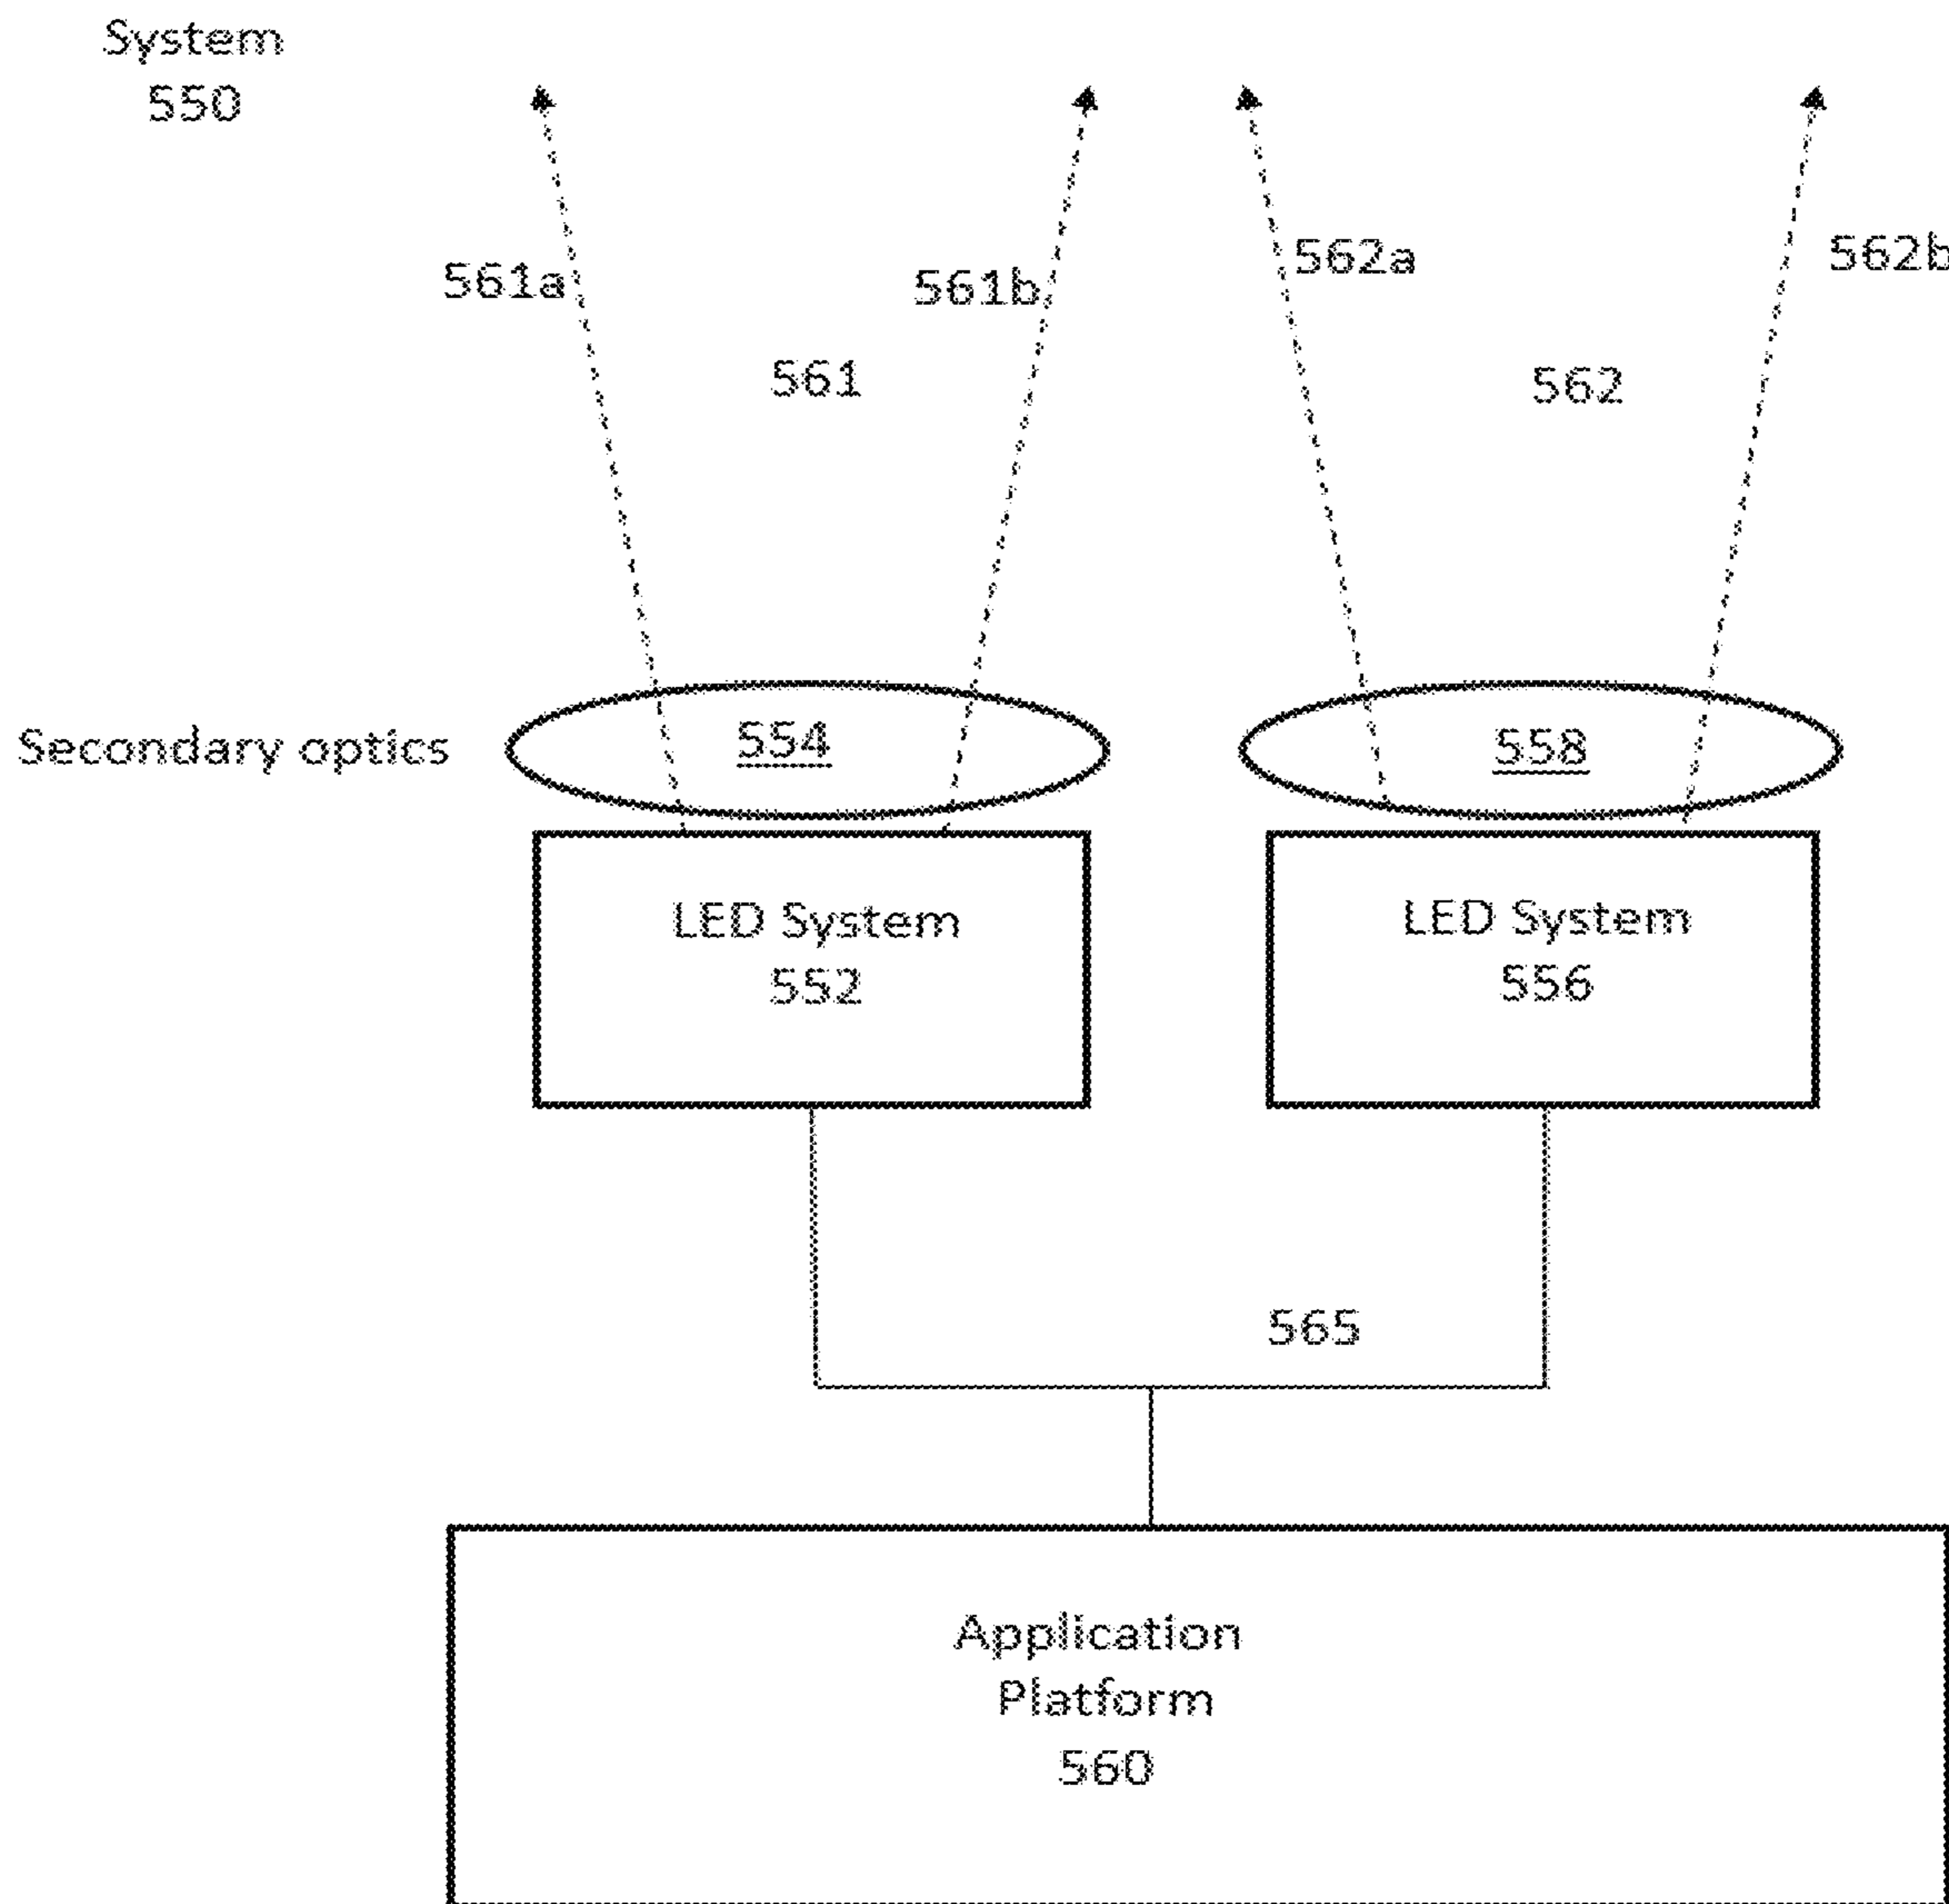 System
550
561a
561b
562a
562b
561
562
Secondary optics
554
558
LED System
552
LED System
556
565
Application
Platform
560